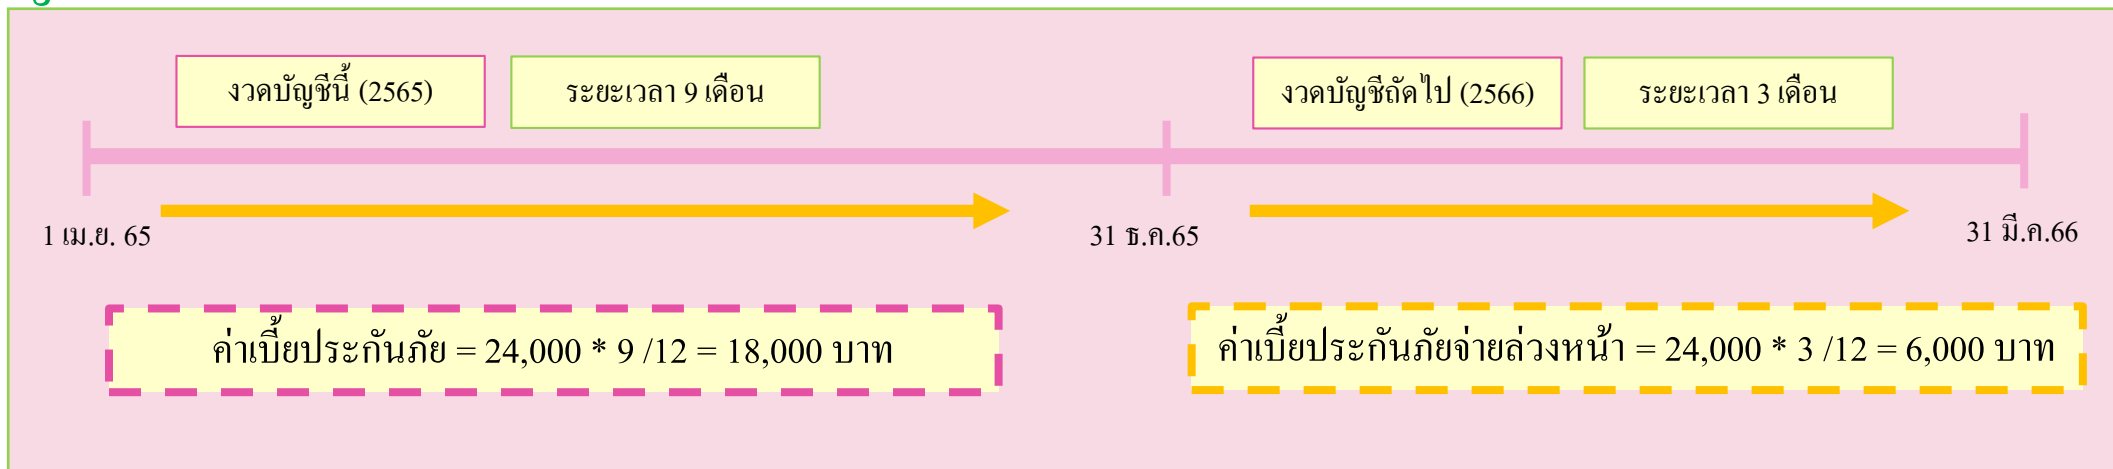 งวดบัญชีนี้ (2565)
ระยะเวลา 9 เดือน
งวดบัญชีถัดไป (2566)
ระยะเวลา 3 เดือน
1 เม.ย. 65
31 ธ.ค.65
31 มี.ค.66
ค่าเบี้ยประกันภัย = 24,000 * 9 /12 = 18,000 บาท
ค่าเบี้ยประกันภัยจ่ายล่วงหน้า = 24,000 * 3 /12 = 6,000 บาท